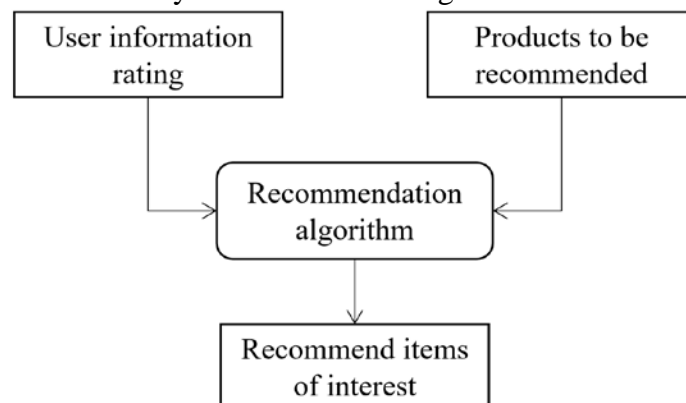 User information
rating
Products to be
recommended
Recommendation
algorithm
Recommend items
of interest